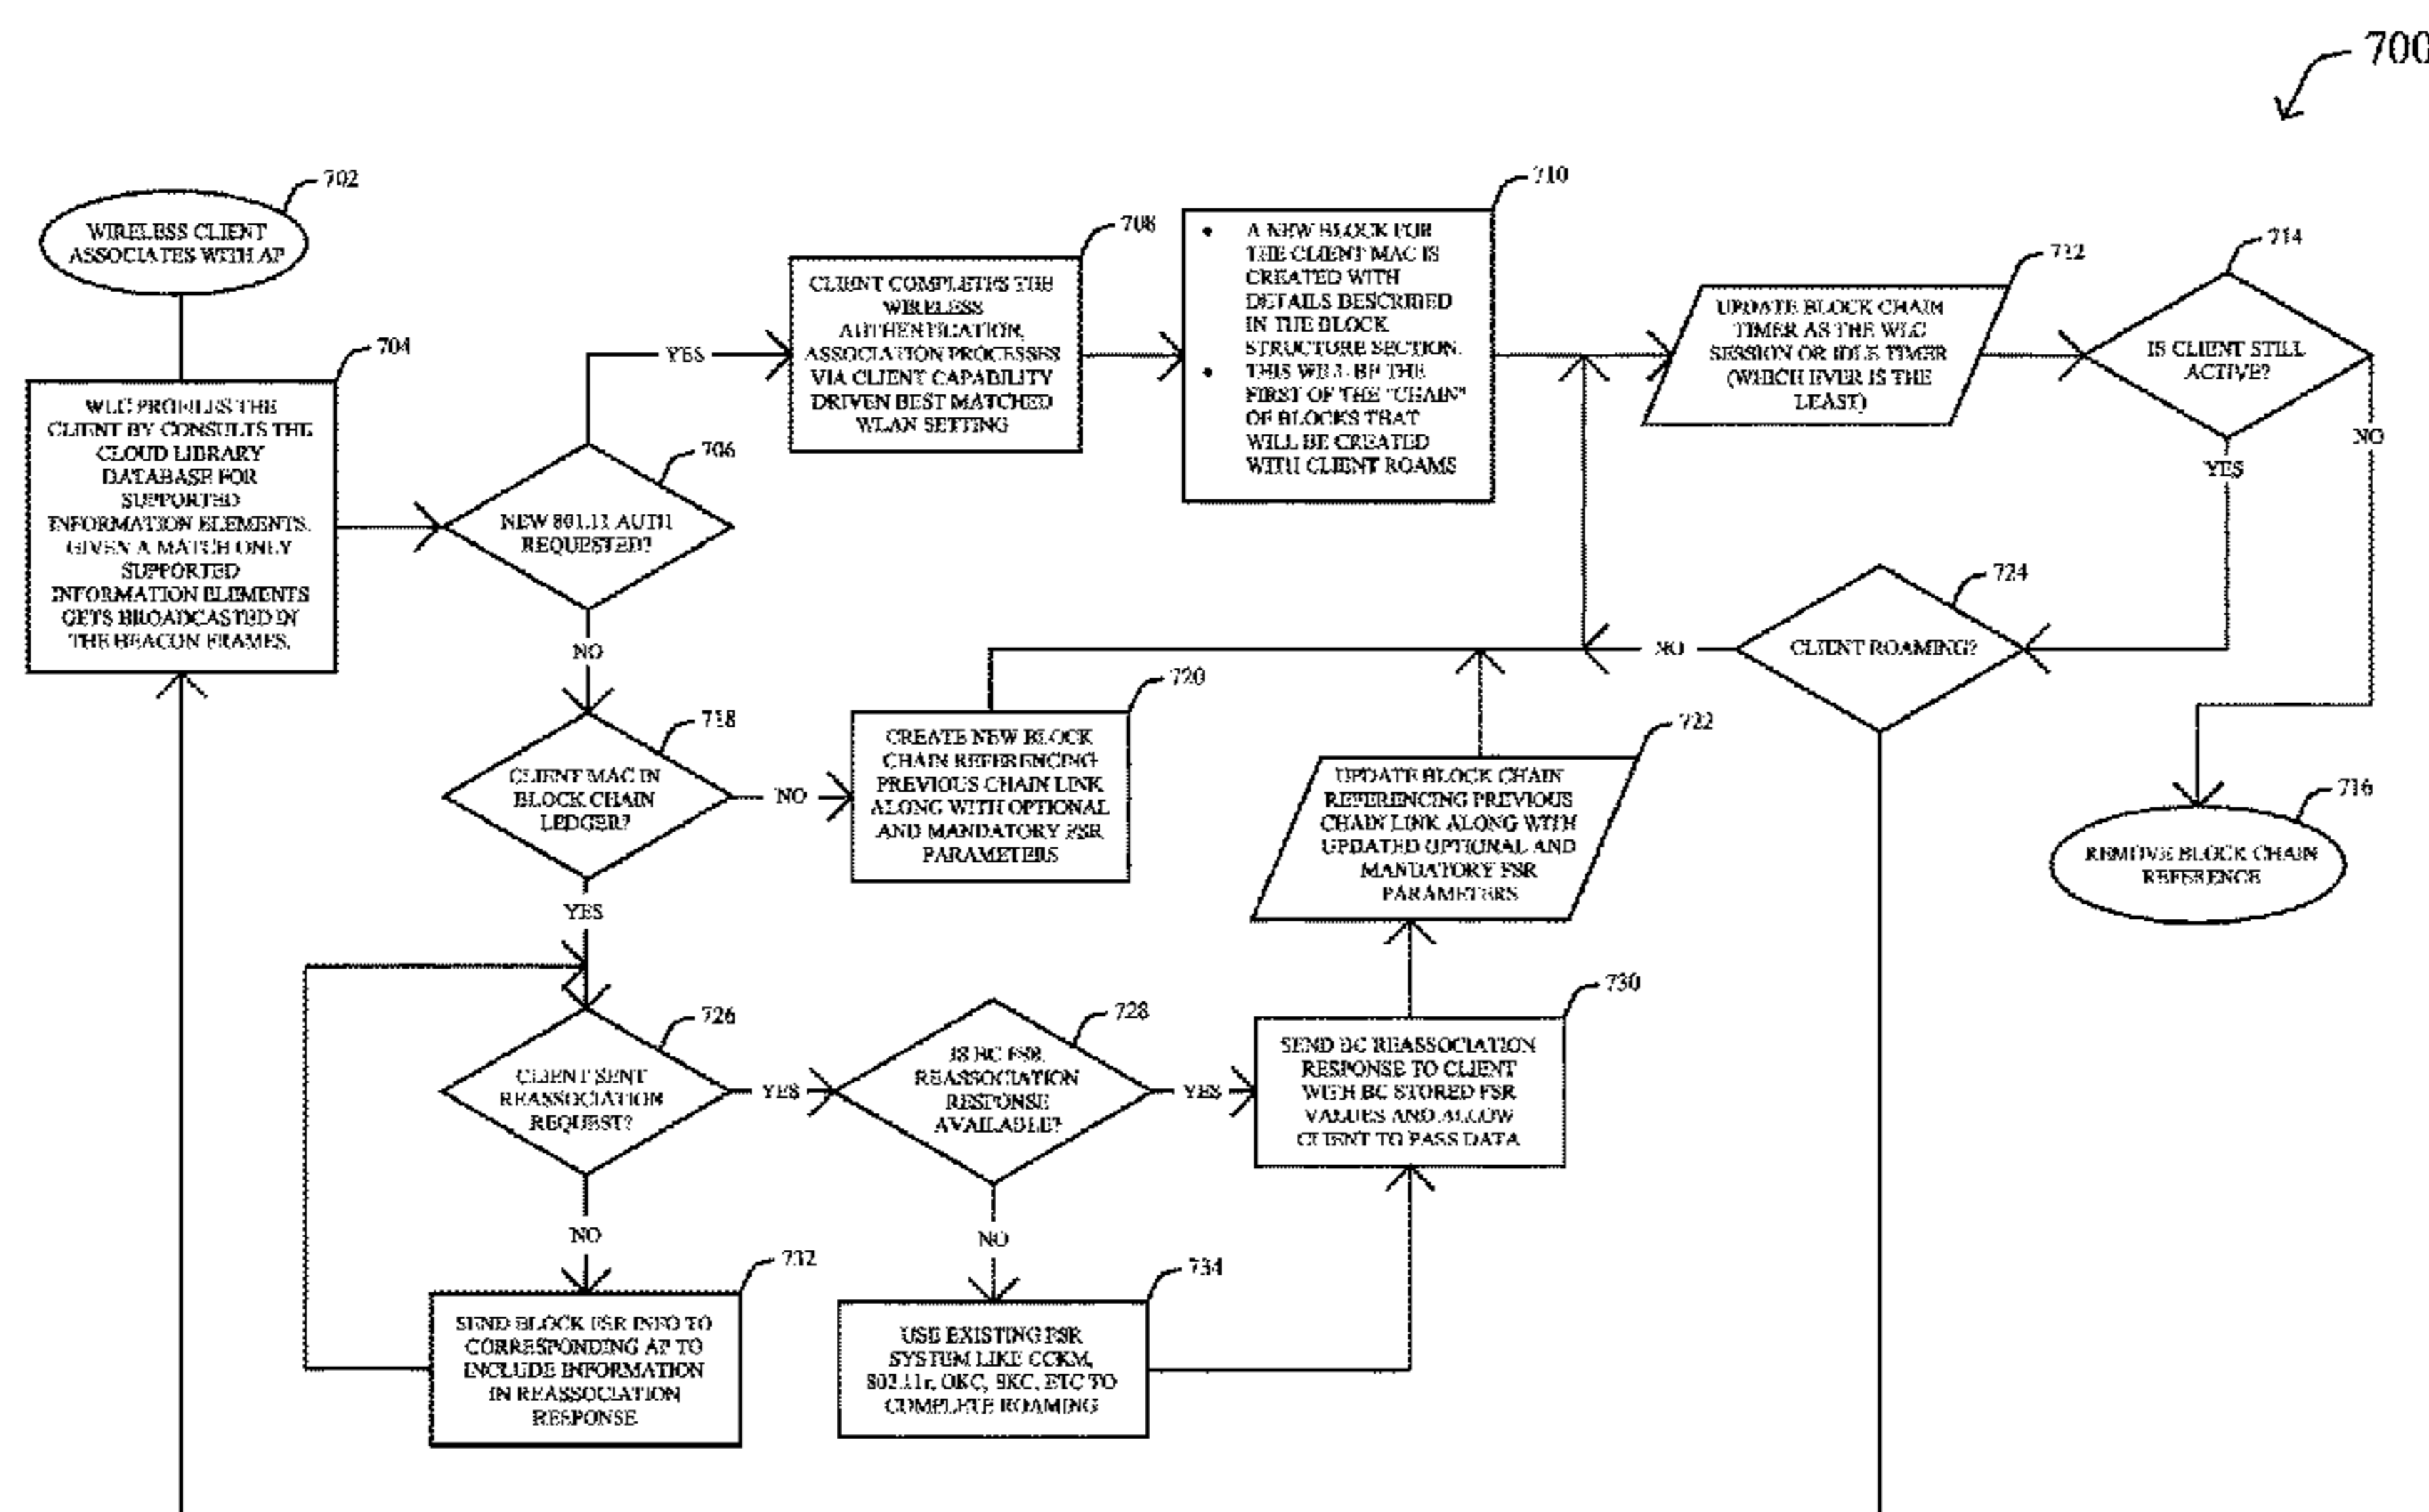 700
702
WIRELESS CLIENT
ASSOCIATES WITH AP
704
WLC PROFILES THE
CLIENT BY CONSULTS THE
CLOUD LIBRARY
DATABASE FOR
SUPPORTED
INFORMATION ELEMENTS.
GIVEN A MATCH ONLY
SUPPORTED
INFORMATION ELEMENTS
GETS BROADCASTED IN
THE BEACON FRAMES.
706
NEW 801.11 AUTH
REQUESTED?
YES
708
CLIENT COMPLETES THE
WIRELESS
AUTHENTICATION,
ASSOCIATION PROCESSES
VIA CLIENT CAPABILITY
DRIVEN BEST MATCHED
WLAN SETTING
710
• A NEW BLOCK FOR
THE CLIENT MAC IS
CREATED WITH
DETAILS DESCRIBED
IN THE BLOCK
STRUCTURE SECTION.
• THIS WILL BE THE
FIRST OF THE "CHAIN"
OF BLOCKS THAT
WILL BE CREATED
WITH CLIENT ROAMS
712
UPDATE BLOCK CHAIN
TIMER AS THE WLC
SESSION OR IDLE TIMER
(WHICH EVER IS THE
LEAST)
714
IS CLIENT STILL
ACTIVE?
NO
YES
724
CLIENT ROAMING?
NO
716
REMOVE BLOCK CHAIN
REFERENCE
NO
718
CLIENT MAC IN
BLOCK CHAIN
LEDGER?
NO
720
CREATE NEW BLOCK
CHAIN REFERENCING
PREVIOUS CHAIN LINK
ALONG WITH OPTIONAL
AND MANDATORY FSR
PARAMETERS
722
UPDATE BLOCK CHAIN
REFERENCING PREVIOUS
CHAIN LINK ALONG WITH
UPDATED OPTIONAL AND
MANDATORY FSR
PARAMETERS
YES
726
CLIENT SENT
REASSOCIATION
REQUEST?
YES
728
IS BC FSR
REASSOCIATION
RESPONSE
AVAILABLE?
YES
730
SEND BC REASSOCIATION
RESPONSE TO CLIENT
WITH BC STORED FSR
VALUES AND ALLOW
CLIENT TO PASS DATA
NO
732
SEND BLOCK FSR INFO TO
CORRESPONDING AP TO
INCLUDE INFORMATION
IN REASSOCIATION
RESPONSE
NO
734
USE EXISTING FSR
SYSTEM LIKE CCKM,
802.11r, OKC, SKC, ETC TO
COMPLETE ROAMING